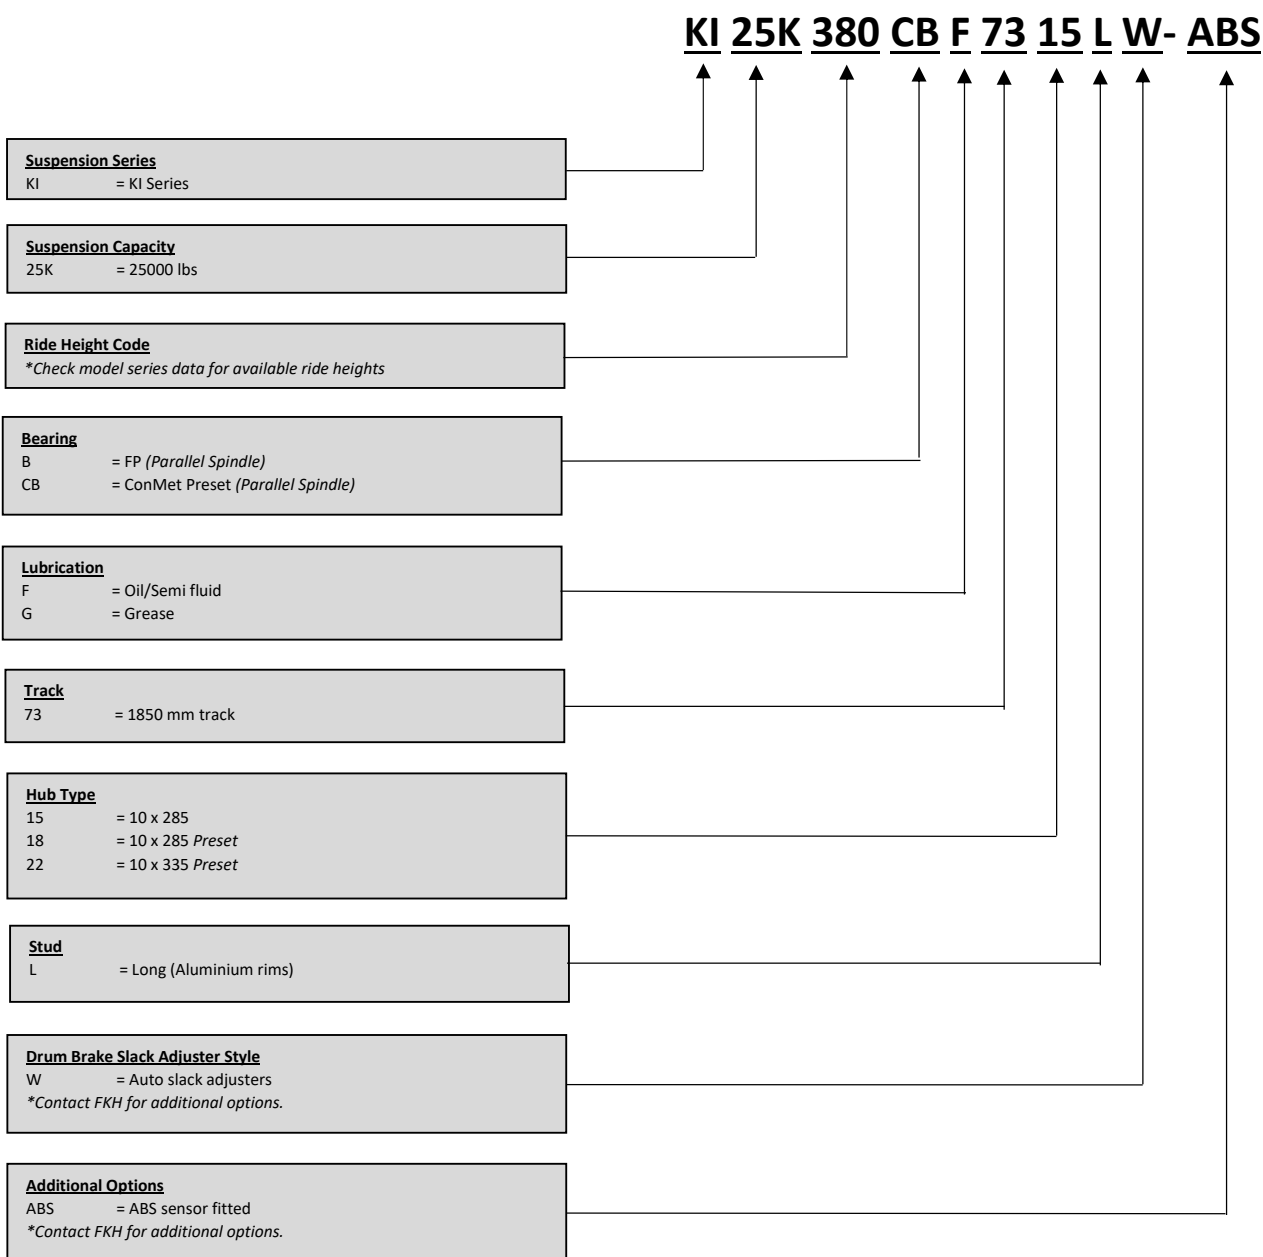 KI 25K 380 CB F 73 15 L W- ABS
Suspension Series
KI = KI Series
Suspension Capacity
25K = 25000 lbs
Ride Height Code
*Check model series data for available ride heights
Bearing
B = FP (Parallel Spindle)
CB = ConMet Preset (Parallel Spindle)
Lubrication
F = Oil/Semi fluid
G = Grease
Track
73 = 1850 mm track
Hub Type
15 = 10 x 285
18 = 10 x 285 Preset
22 = 10 x 335 Preset
Stud
L = Long (Aluminium rims)
Drum Brake Slack Adjuster Style
W = Auto slack adjusters
*Contact FKH for additional options.
Additional Options
ABS = ABS sensor fitted
*Contact FKH for additional options.